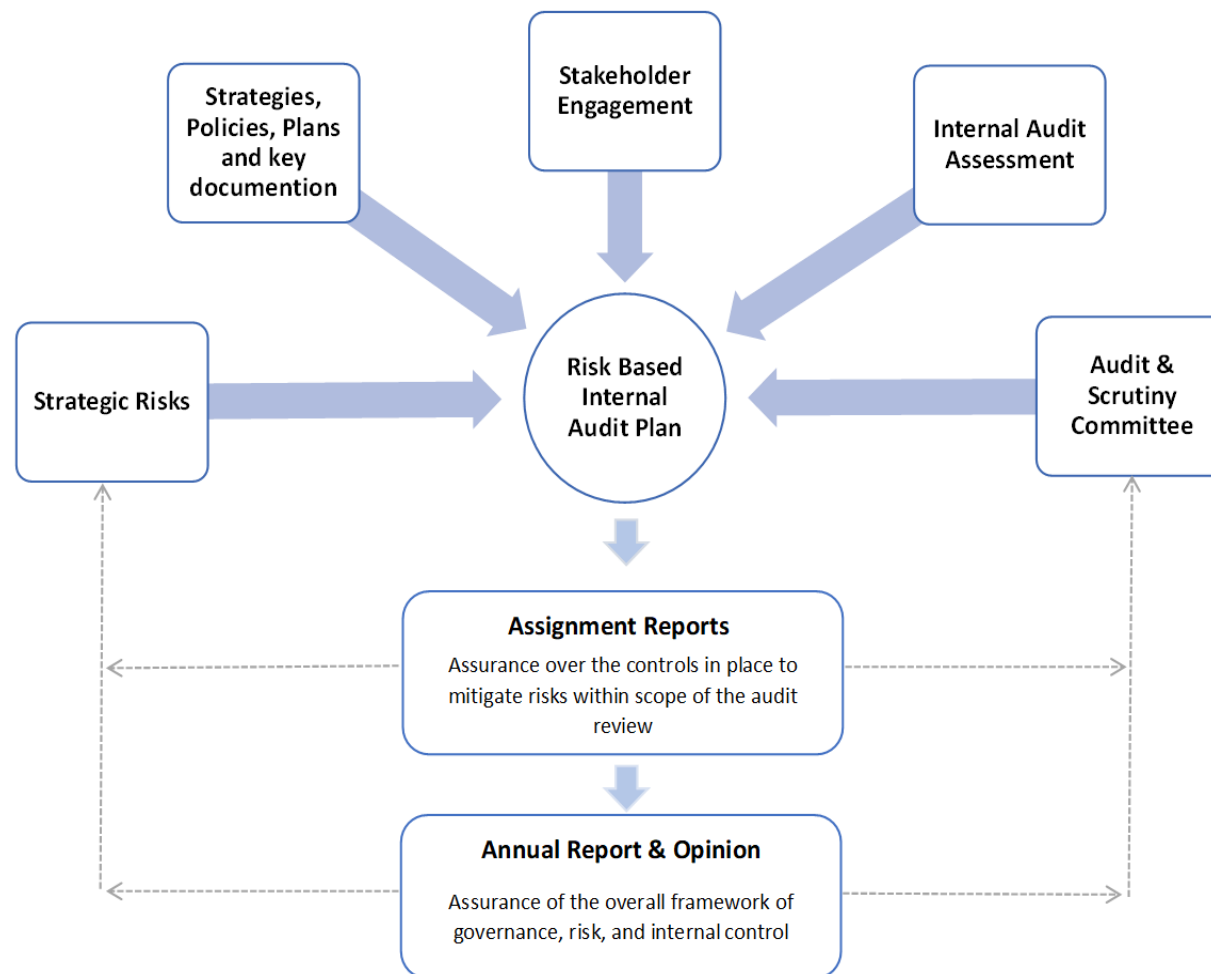 Stakeholder
Engagement
Strategies,
Policies, Plans
and key
documention
Internal Audit
Assessment
Strategic Risks
Risk Based
Internal
Audit Plan
Audit &
Scrutiny
Committee
Assignment Reports
Assurance over the controls in place to
mitigate risks within scope of the audit
review
Annual Report & Opinion
Assurance of the overall framework of
governance, risk, and internal control